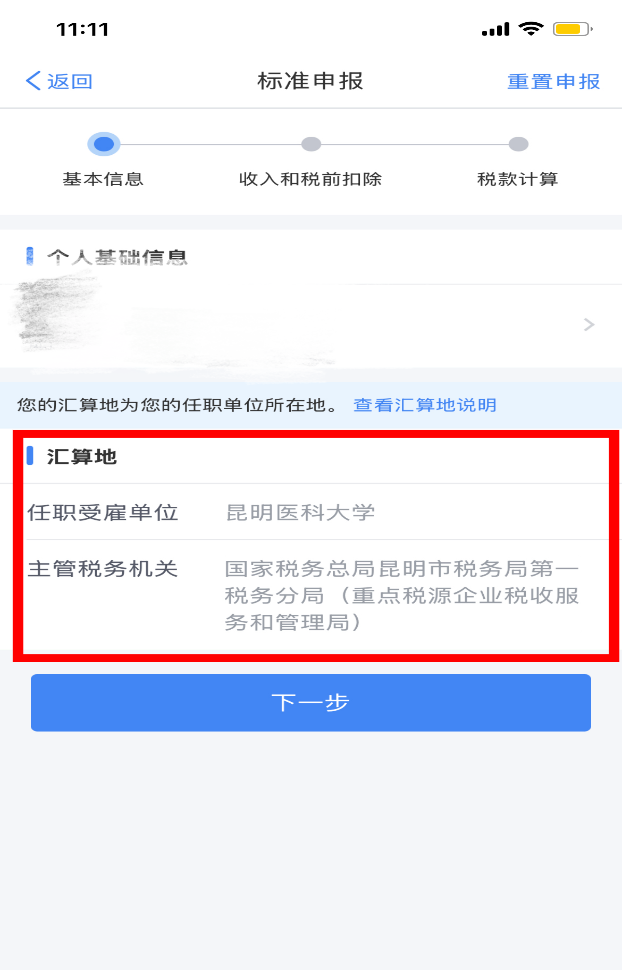 11:11
返回 标准申报 重置申报
基本信息 收入和税前扣除 税款计算
个人基础信息
您的汇算地为您的任职单位所在地。 查看汇算地说明
汇算地
任职受雇单位 昆明医科大学
主管税务机关 国家税务总局昆明市税务局第一
税务分局（重点税源企业税收服
务和管理局）
下一步